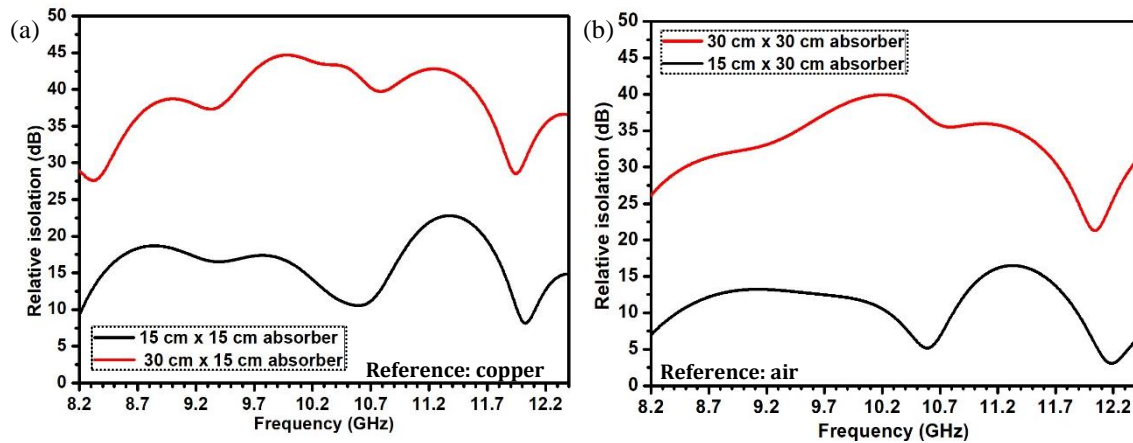 (a)
50
45
40
35
30
25
20
15
10
5
0
Relative isolation (dB)
15 cm x 15 cm absorber
30 cm x 15 cm absorber
Reference: copper
8.2 8.7 9.2 9.7 10.2 10.7 11.2 11.7 12.2
Frequency (GHz)
(b)
50
45
40
35
30
25
20
15
10
5
0
Relative isolation (dB)
30 cm x 30 cm absorber
15 cm x 30 cm absorber
Reference: air
8.2 8.7 9.2 9.7 10.2 10.7 11.2 11.7 12.2
Frequency (GHz)